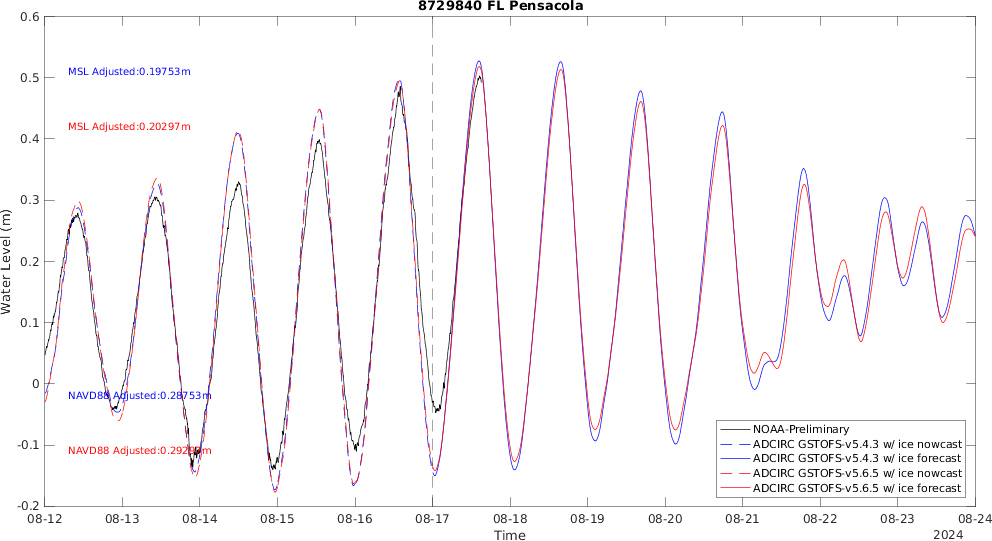 8729840 FL Pensacola
0.6
0.5
0.4
0.3
0.2
0.1
0
-0.1
-0.2
Water Level (m)
MSL Adjusted:0.19753m
MSL Adjusted:0.20297m
NAVD88 Adjusted:0.28753m
NAVD88 Adjusted:
NOAA-Preliminary
ADCIRC GSTOFS-v5.4.3 w/ ice nowcast
ADCIRC GSTOFS-v5.4.3 w/ ice forecast
ADCIRC GSTOFS-v5.6.5 w/ ice nowcast
ADCIRC GSTOFS-v5.6.5 w/ ice forecast
08-12 08-13 08-14 08-15 08-16 08-17 08-18 08-19 08-20 08-21 08-22 08-23 08-24
Time
2024